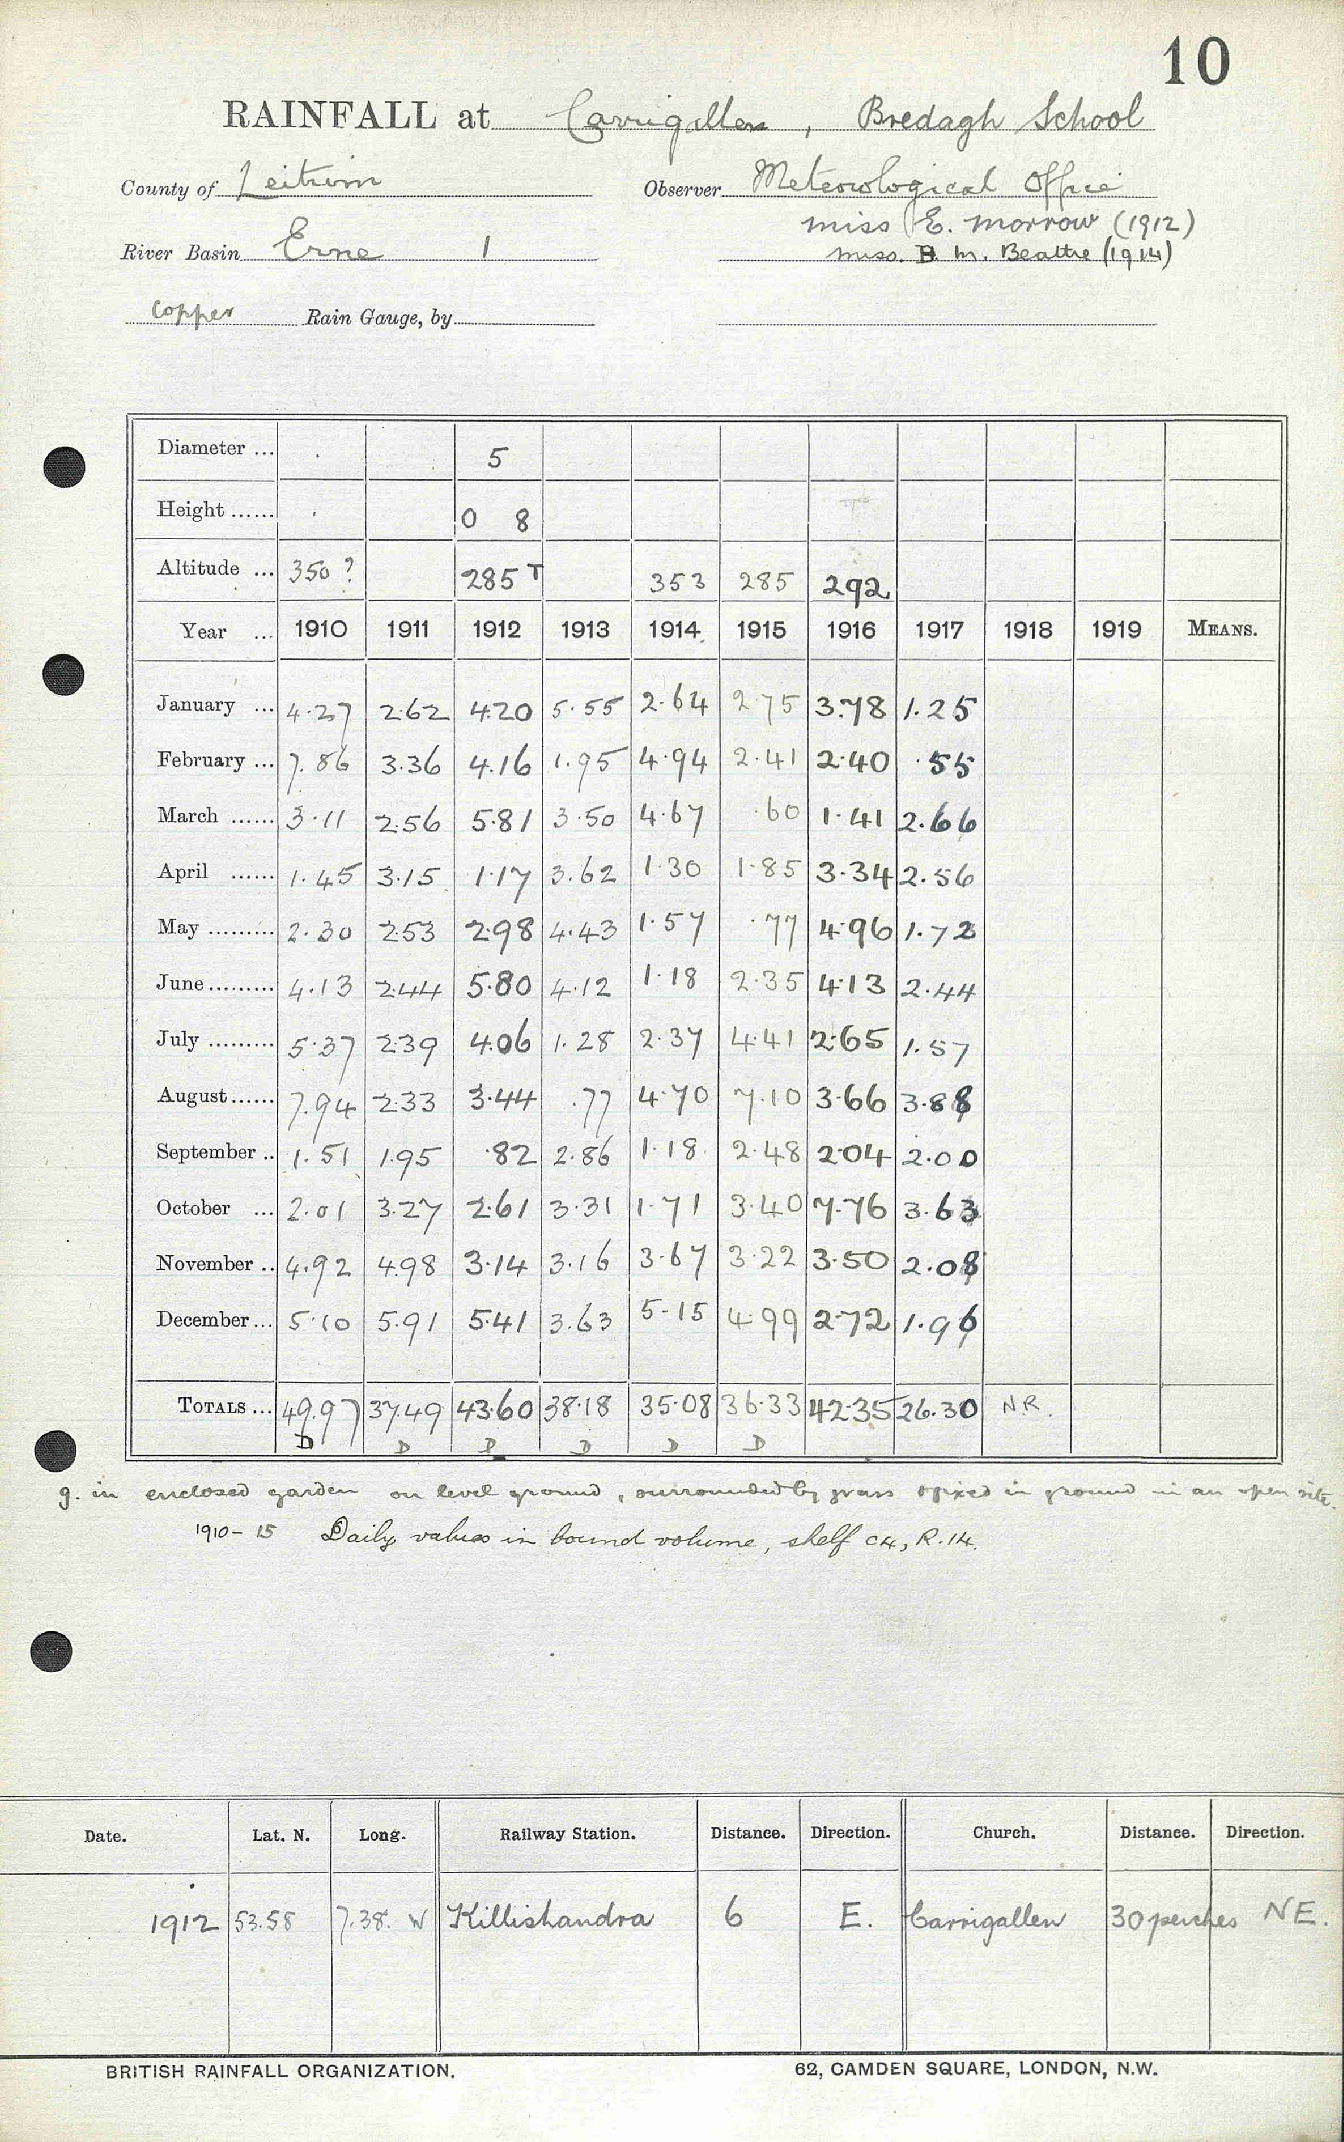 10
RAINFALL at Carrigallen, Bredagh School
County of Leitrim Observer Meteorological Office
Miss E. Morrow (1912)
River Basin Erne 1 Miss. M. Beattie (1914)
Copper Rain Gauge, by
Diameter ... 5
Height ...... 0 8
Altitude ... 350? 285 T 353 285 292
Year ... 1910 1911 1912 1913 1914 1915 1916 1917 1918 1919 MEANS.
January ... 4.27 2.62 4.20 5.55 2.64 2.75 3.78 1.25
February ... 7.86 3.36 4.16 1.95 4.94 2.41 2.40 .55
March ...... 3.11 2.56 5.81 3.50 4.67 .60 1.41 2.66
April ...... 1.45 3.15 1.17 3.62 1.30 1.85 3.34 2.56
May ......... 2.30 2.53 2.98 4.43 1.57 .77 4.96 1.72
June ......... 4.13 2.44 5.80 4.12 1.18 2.35 4.13 2.44
July ......... 5.37 2.39 4.06 1.28 2.37 4.41 2.65 1.57
August ...... 7.94 2.33 3.44 .77 4.70 7.10 3.66 3.88
September .. 1.51 1.95 .82 2.86 1.18 2.48 2.04 2.00
October ... 2.01 3.27 2.61 3.31 1.71 3.40 7.76 3.63
November .. 4.92 4.98 3.14 3.16 3.67 3.22 3.50 2.08
December ... 5.10 5.91 5.41 3.63 5.15 4.99 2.72 1.96
TOTALS ... 49.97 37.49 43.60 38.18 35.08 36.33 42.35 26.30 N.R.
D D D D D D
g. in enclosed garden on level ground, surrounded by grass & fixed in ground in an open site.
1910-15 Daily values in bound volume, shelf C4, R.14.
Date. Lat. N. Long. Railway Station. Distance. Direction. Church. Distance. Direction.
1912 53.58 7.38. W Killishandra 6 E. Carrigallen 30 perches NE.
BRITISH RAINFALL ORGANIZATION. 62, CAMDEN SQUARE, LONDON, N.W.